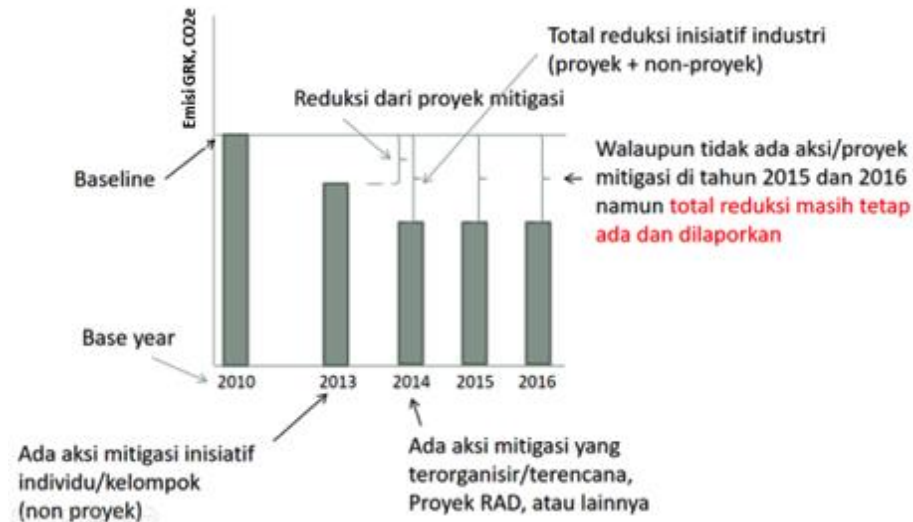 Emisi GRK, CO2e
Total reduksi inisiatif industri
(proyek + non-proyek)
Reduksi dari proyek mitigasi
Baseline
Walaupun tidak ada aksi/proyek
mitigasi di tahun 2015 dan 2016
namun total reduksi masih tetap
ada dan dilaporkan
Base year
2010 2013 2014 2015 2016
Ada aksi mitigasi inisiatif
individu/kelompok
(non proyek)
Ada aksi mitigasi yang
terorganisir/terencana,
Proyek RAD, atau lainnya